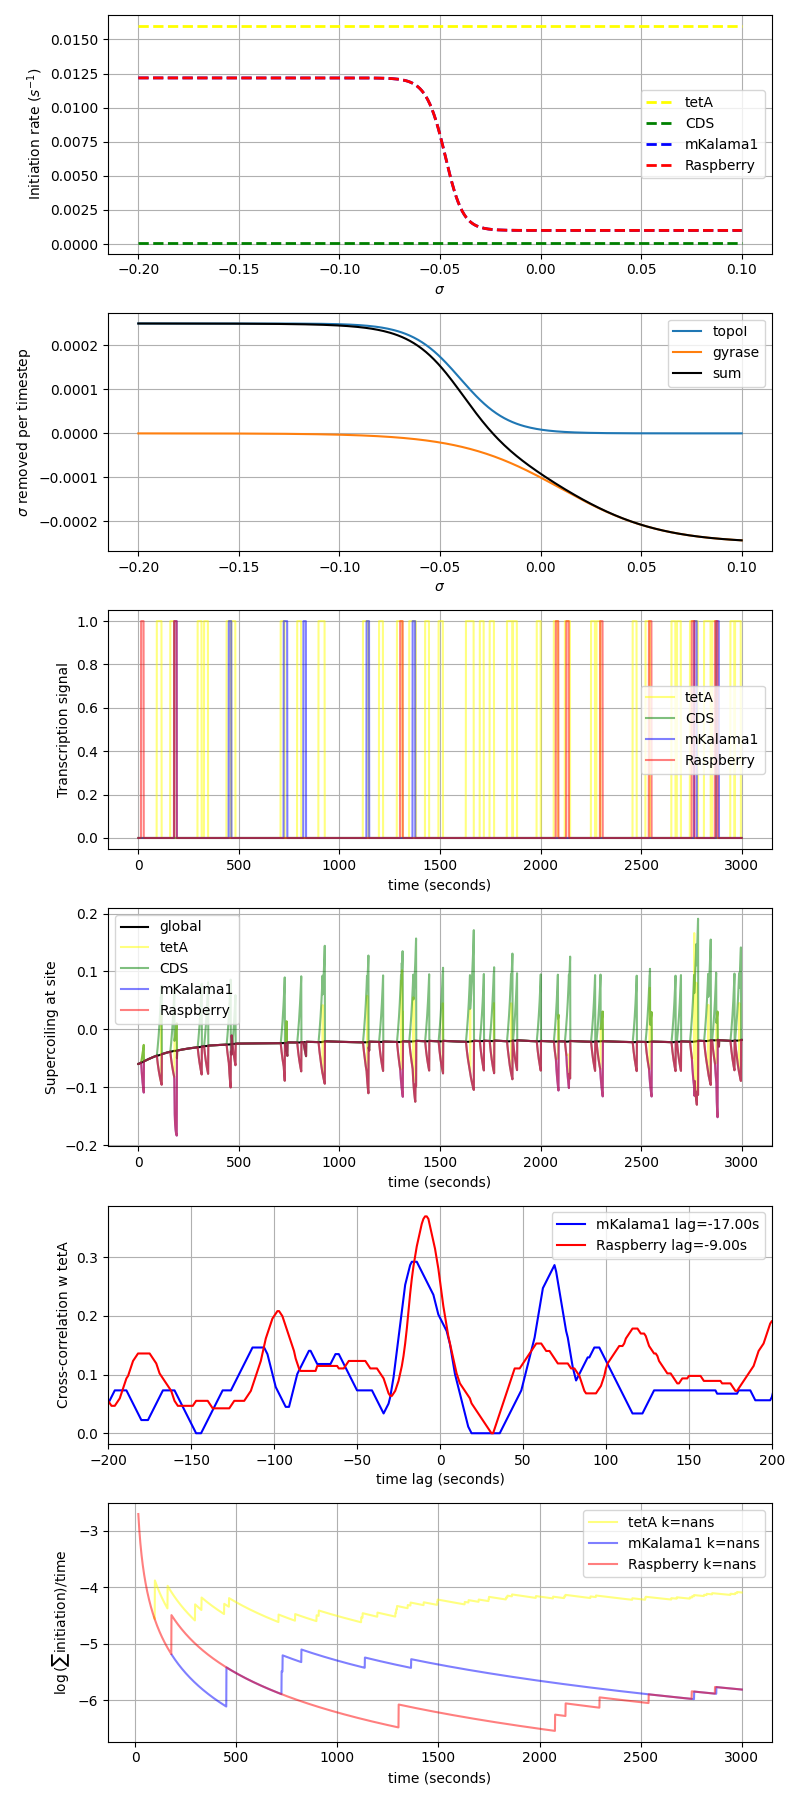 0.0150
0.0125
0.0100
0.0075
0.0050
0.0025
0.0000
Initiation rate (s⁻¹)
tetA
CDS
mKalama1
Raspberry
−0.20 −0.15 −0.10 −0.05 0.00 0.05 0.10
σ
0.0002
0.0001
0.0000
−0.0001
−0.0002
σ removed per timestep
topoI
gyrase
sum
−0.20 −0.15 −0.10 −0.05 0.00 0.05 0.10
σ
1.0
0.8
0.6
0.4
0.2
0.0
Transcription signal
tetA
CDS
mKalama1
Raspberry
0 500 1000 1500 2000 2500 3000
time (seconds)
0.2
0.1
0.0
−0.1
−0.2
Supercoiling at site
global
tetA
CDS
mKalama1
Raspberry
0 500 1000 1500 2000 2500 3000
time (seconds)
0.3
0.2
0.1
0.0
Cross-correlation w tetA
mKalama1 lag=-17.00s
Raspberry lag=-9.00s
−200 −150 −100 −50 0 50 100 150 200
time lag (seconds)
−3
−4
−5
−6
log(∑initiation)/time
tetA k=nans
mKalama1 k=nans
Raspberry k=nans
0 500 1000 1500 2000 2500 3000
time (seconds)